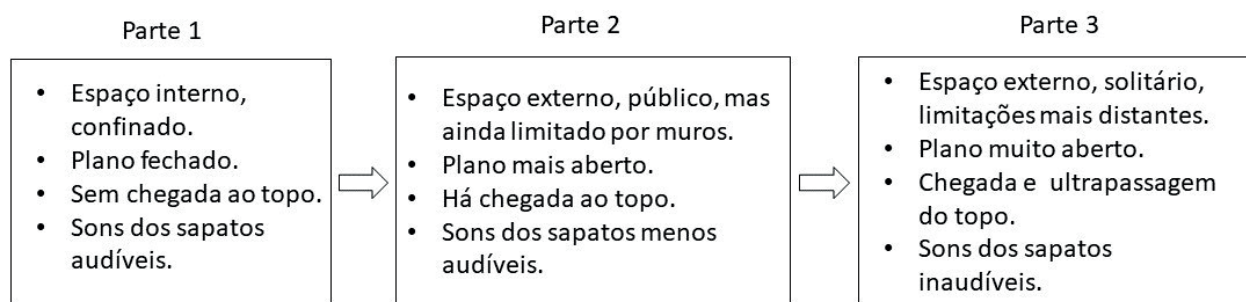 Parte 1
• Espaço interno,
confinado.
• Plano fechado.
• Sem chegada ao topo.
• Sons dos sapatos
audíveis.
Parte 2
• Espaço externo, público, mas
ainda limitado por muros.
• Plano mais aberto.
• Há chegada ao topo.
• Sons dos sapatos menos
audíveis.
Parte 3
• Espaço externo, solitário,
limitações mais distantes.
• Plano muito aberto.
• Chegada e ultrapassagem
do topo.
• Sons dos sapatos
inaudíveis.